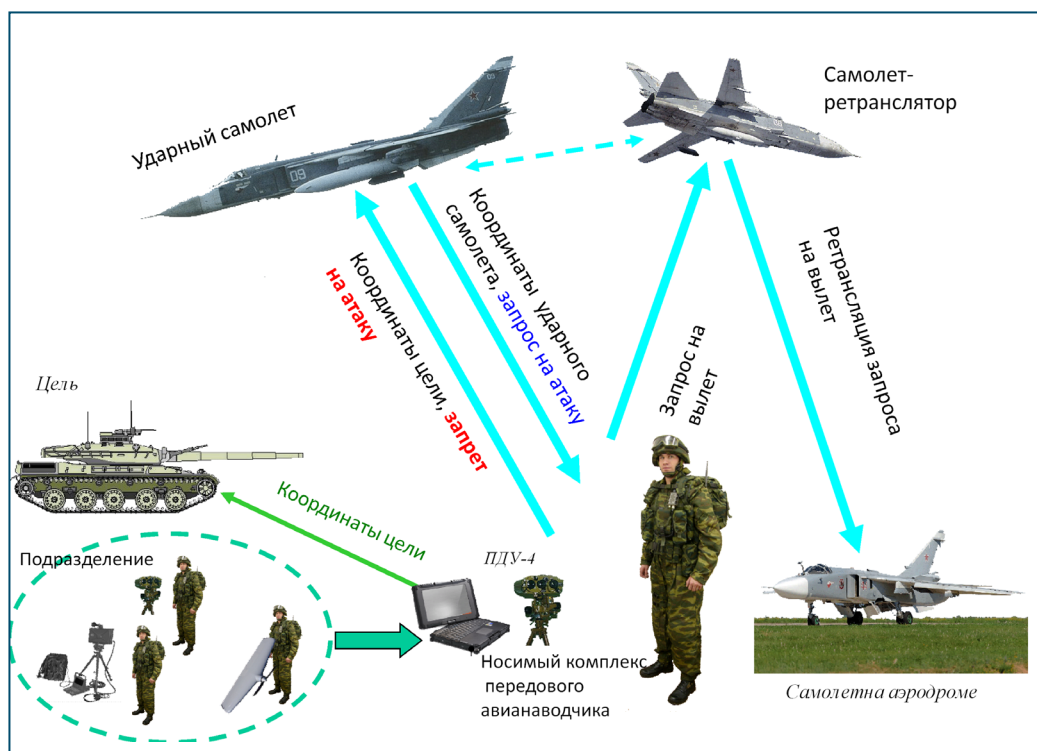 Самолет-
ретранслятор
Ударный самолет
09
Координаты ударного
самолета, запрос на атаку
Координаты цели, запрет
на атаку
Ретрансляция запроса
на вылет
Запрос на
вылет
Цель
Координаты цели
Подразделение
ПДУ-4
Носимый комплекс
передового
авианаводчика
Самолетна аэродроме